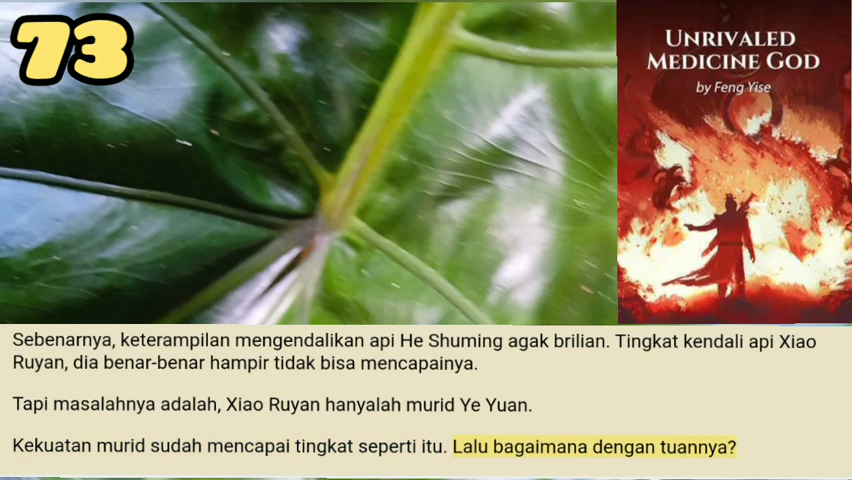 73
UNRIVALED
MEDICINE GOD
by Feng Yise
Sebenarnya, keterampilan mengendalikan api He Shuming agak brilian. Tingkat kendali api Xiao
Ruyan, dia benar-benar hampir tidak bisa mencapainya.
Tapi masalahnya adalah, Xiao Ruyan hanyalah murid Ye Yuan.
Kekuatan murid sudah mencapai tingkat seperti itu. Lalu bagaimana dengan tuannya?